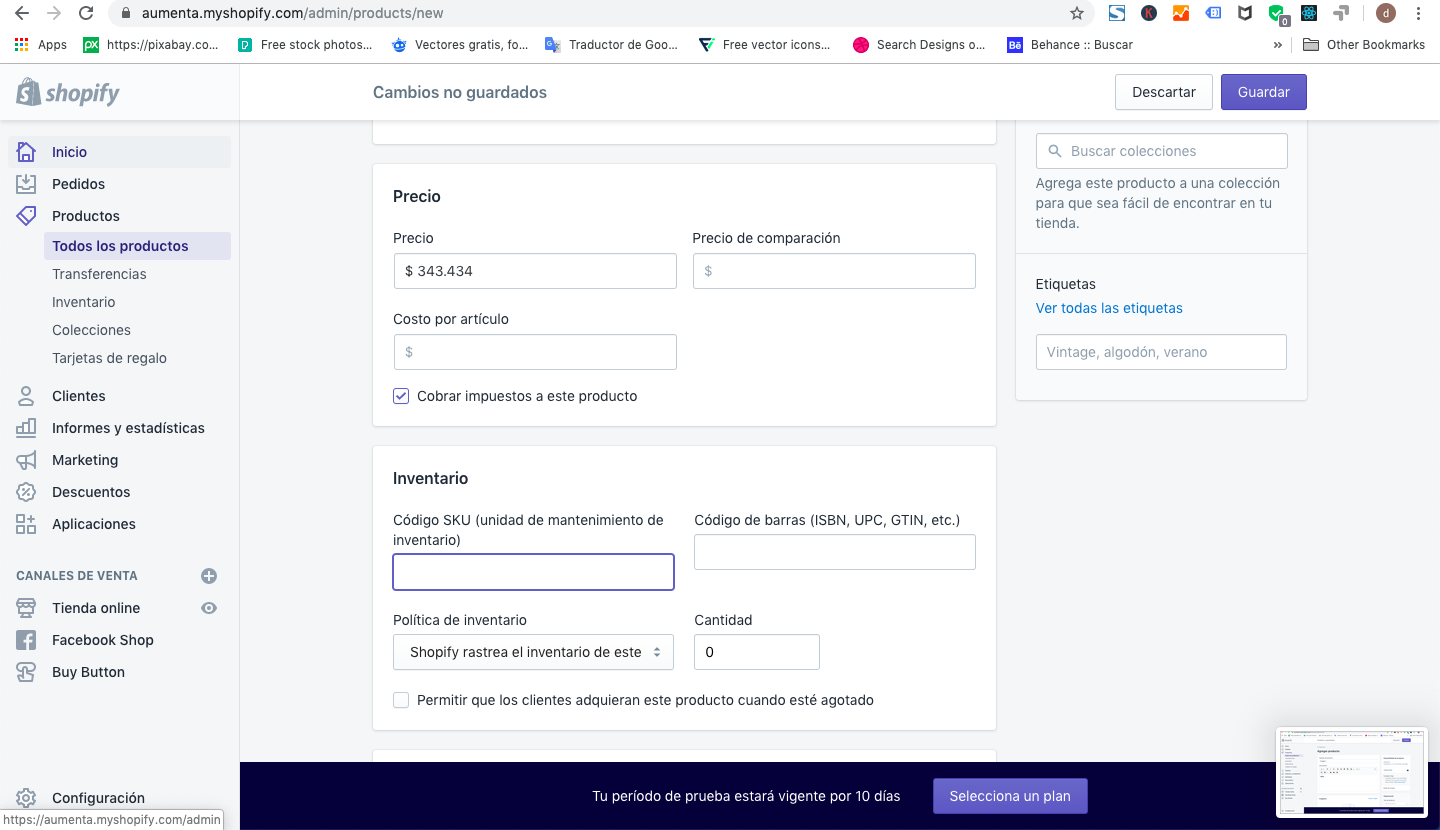 aumenta.myshopify.com/admin/products/new
0
d
Apps
https://pixabay.co...
Free stock photos...
Vectores gratis, fo...
Traductor de Goo...
Free vector icons...
Search Designs o...
Behance :: Buscar
»
Other Bookmarks
shopify
Cambios no guardados
Descartar
Guardar
Inicio
Pedidos
Productos
Todos los productos
Transferencias
Inventario
Colecciones
Tarjetas de regalo
Clientes
Informes y estadísticas
Marketing
Descuentos
Aplicaciones
CANALES DE VENTA
Tienda online
Facebook Shop
Buy Button
Configuración
https://aumenta.myshopify.com/admin
Precio
Precio
Precio de comparación
$ 343.434
$
Costo por artículo
$
Cobrar impuestos a este producto
Inventario
Código SKU (unidad de mantenimiento de
inventario)
Código de barras (ISBN, UPC, GTIN, etc.)
Política de inventario
Cantidad
Shopify rastrea el inventario de este
0
Permitir que los clientes adquieran este producto cuando esté agotado
Buscar colecciones
Agrega este producto a una colección
para que sea fácil de encontrar en tu
tienda.
Etiquetas
Ver todas las etiquetas
Vintage, algodón, verano
Tu período de prueba estará vigente por 10 días
Selecciona un plan